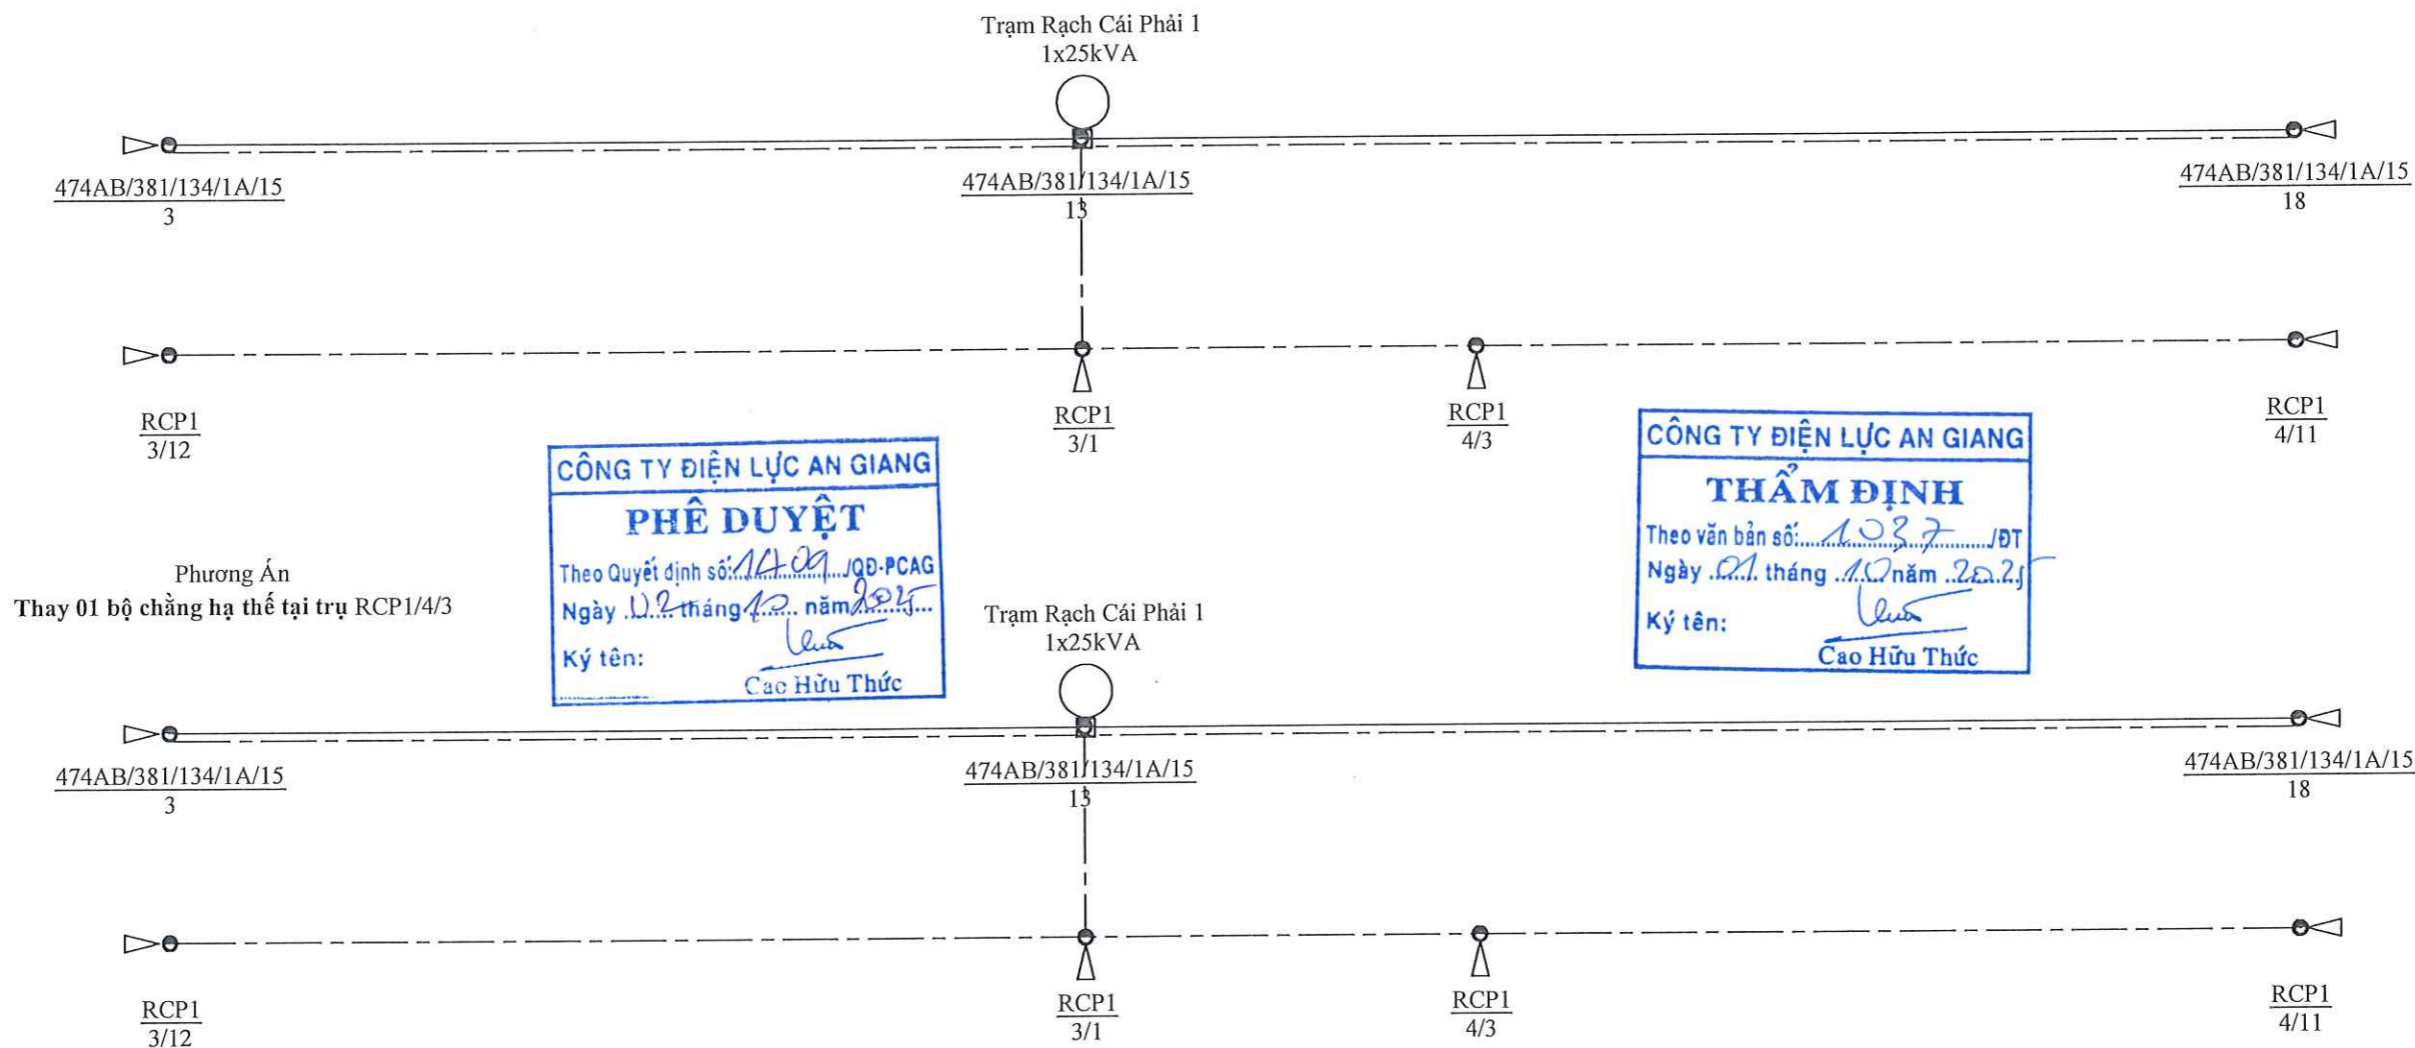 Trạm Rạch Cái Phải 1
1x25kVA
474AB/381/134/1A/15
3
474AB/381/134/1A/15
13
474AB/381/134/1A/15
18
RCP1
3/12
RCP1
3/1
RCP1
4/3
RCP1
4/11
CÔNG TY ĐIỆN LỰC AN GIANG
PHÊ DUYỆT
Theo Quyết định số: 1409 /QĐ-PCAG
Ngày 02 tháng 10 năm 2025
Ký tên:
Cao Hữu Thức
CÔNG TY ĐIỆN LỰC AN GIANG
THẨM ĐỊNH
Theo văn bản số: 1037 /ĐT
Ngày 01 tháng 10 năm 2025
Ký tên:
Cao Hữu Thức
Phương Án
Thay 01 bộ chằng hạ thế tại trụ RCP1/4/3
Trạm Rạch Cái Phải 1
1x25kVA
474AB/381/134/1A/15
3
474AB/381/134/1A/15
13
474AB/381/134/1A/15
18
RCP1
3/12
RCP1
3/1
RCP1
4/3
RCP1
4/11